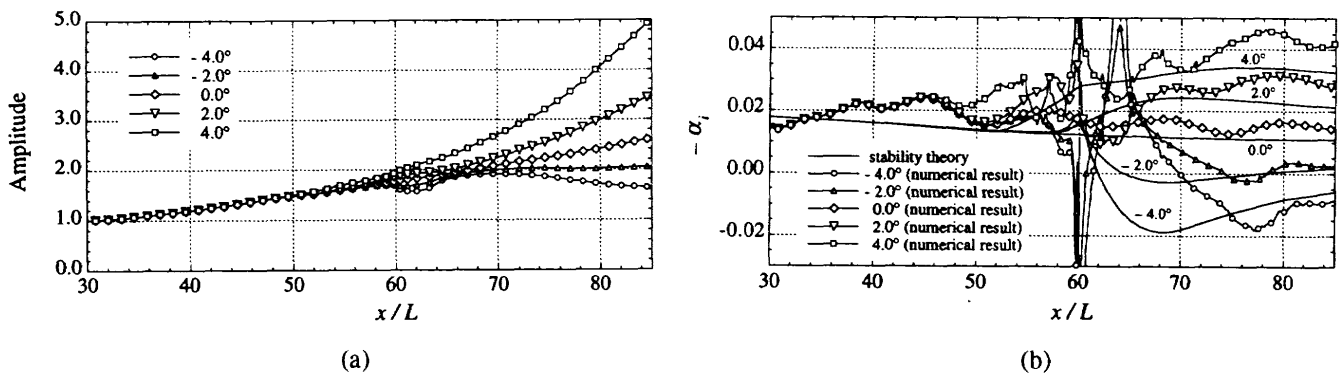 5.0
4.0
3.0
2.0
1.0
0.0
Amplitude
- 4.0°
- 2.0°
0.0°
2.0°
4.0°
30 40 50 60 70 80
x / L
(a)
0.04
0.02
0.00
-0.02
- αi
4.0°
2.0°
0.0°
- 2.0°
- 4.0°
stability theory
- 4.0° (numerical result)
- 2.0° (numerical result)
0.0° (numerical result)
2.0° (numerical result)
4.0° (numerical result)
30 40 50 60 70 80
x / L
(b)